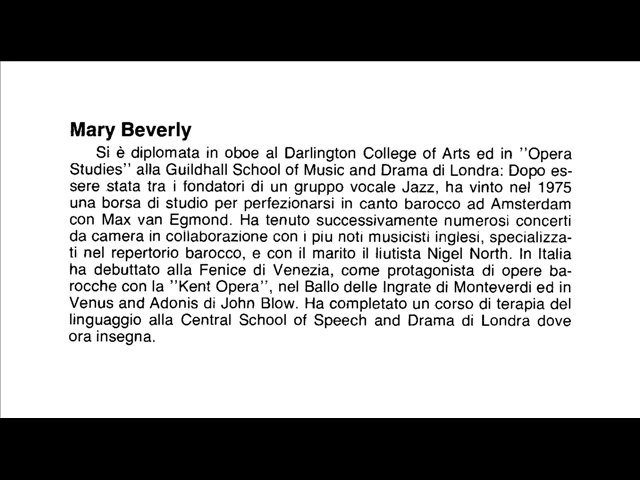 Mary Beverly
Si è diplomata in oboe al Darlington College of Arts ed in ''Opera
Studies'' alla Guildhall School of Music and Drama di Londra: Dopo es-
sere stata tra i fondatori di un gruppo vocale Jazz, ha vinto nel 1975
una borsa di studio per perfezionarsi in canto barocco ad Amsterdam
con Max van Egmond. Ha tenuto successivamente numerosi concerti
da camera in collaborazione con i piu noti musicisti inglesi, specializza-
ti nel repertorio barocco, e con il marito il liutista Nigel North. In Italia
ha debuttato alla Fenice di Venezia, come protagonista di opere ba-
rocche con la ''Kent Opera'', nel Ballo delle Ingrate di Monteverdi ed in
Venus and Adonis di John Blow. Ha completato un corso di terapia del
linguaggio alla Central School of Speech and Drama di Londra dove
ora insegna.